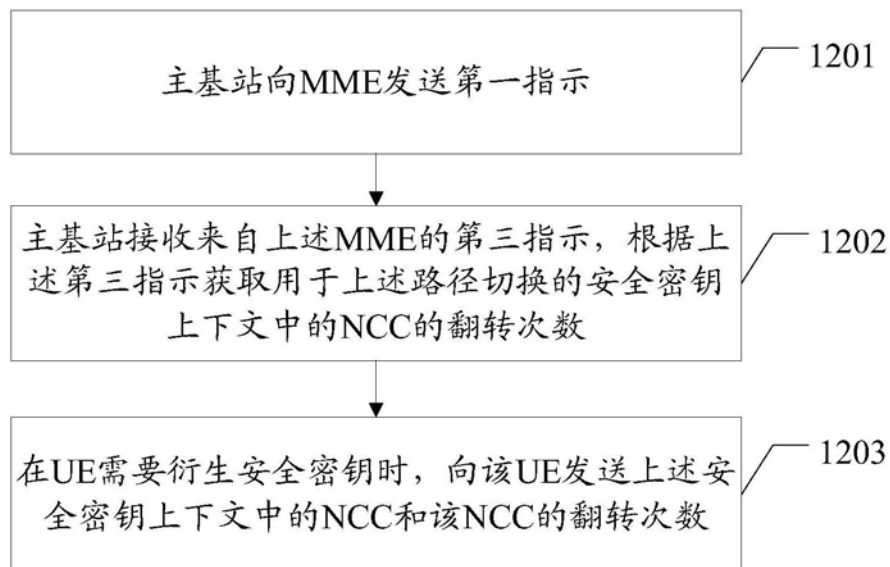 主基站向MME发送第一指示
1201
主基站接收来自上述MME的第三指示，根据上
述第三指示获取用于上述路径切换的安全密钥
上下文中的NCC的翻转次数
1202
在UE需要衍生安全密钥时，向该UE发送上述安
全密钥上下文中的NCC和该NCC的翻转次数
1203